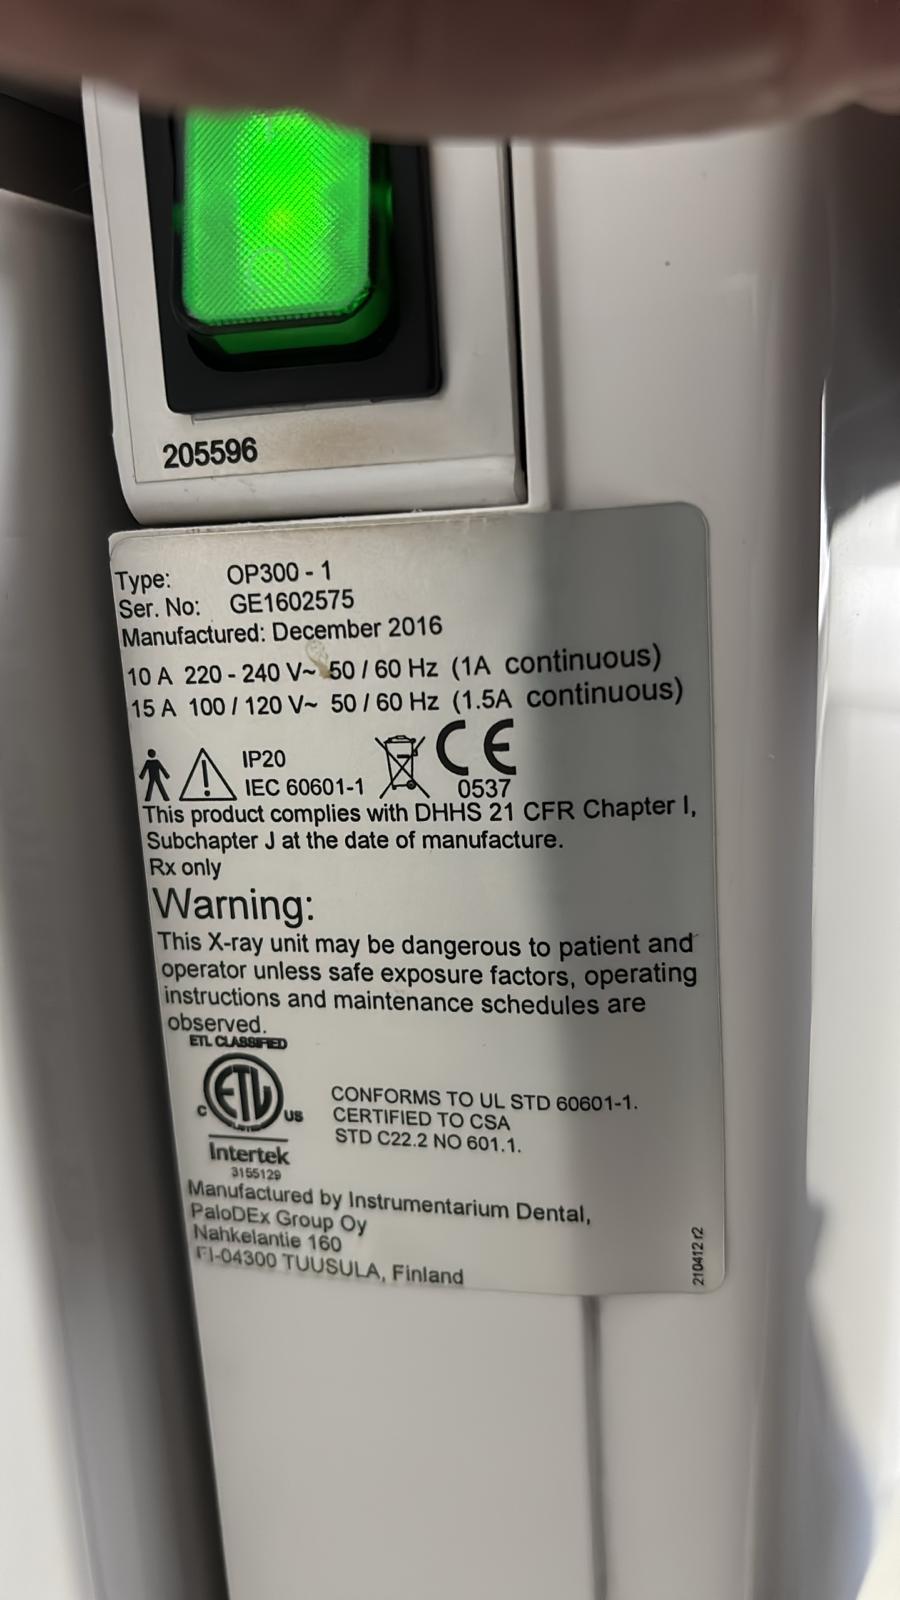 205596
Type: OP300 - 1
Ser. No: GE1602575
Manufactured: December 2016
10 A 220 - 240 V~ 50 / 60 Hz (1A continuous)
15 A 100 / 120 V~ 50 / 60 Hz (1.5A continuous)
IP20
IEC 60601-1
CE
0537
This product complies with DHHS 21 CFR Chapter I,
Subchapter J at the date of manufacture.
Rx only
Warning:
This X-ray unit may be dangerous to patient and
operator unless safe exposure factors, operating
instructions and maintenance schedules are
observed.
ETL CLASSIFIED
ETL
C US
LISTED
Intertek
3155129
CONFORMS TO UL STD 60601-1.
CERTIFIED TO CSA
STD C22.2 NO 601.1.
Manufactured by Instrumentarium Dental,
PaloDEx Group Oy
Nahkelantie 160
FI-04300 TUUSULA, Finland
210412 r2